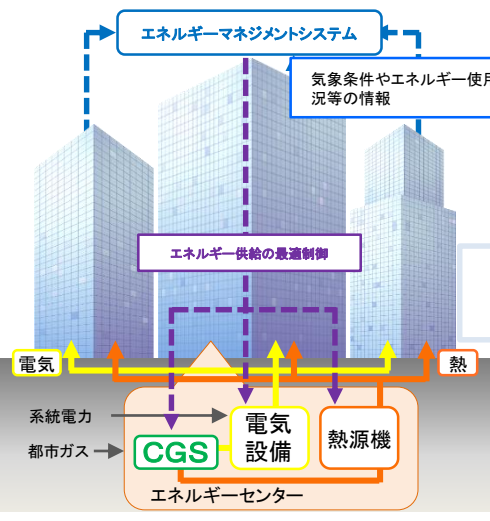 エネルギーマネジメントシステム
気象条件やエネルギー使用
況等の情報
エネルギー供給の最適制御
電気
熱
系統電力
都市ガス
CGS
電気
設備
熱源機
エネルギーセンター